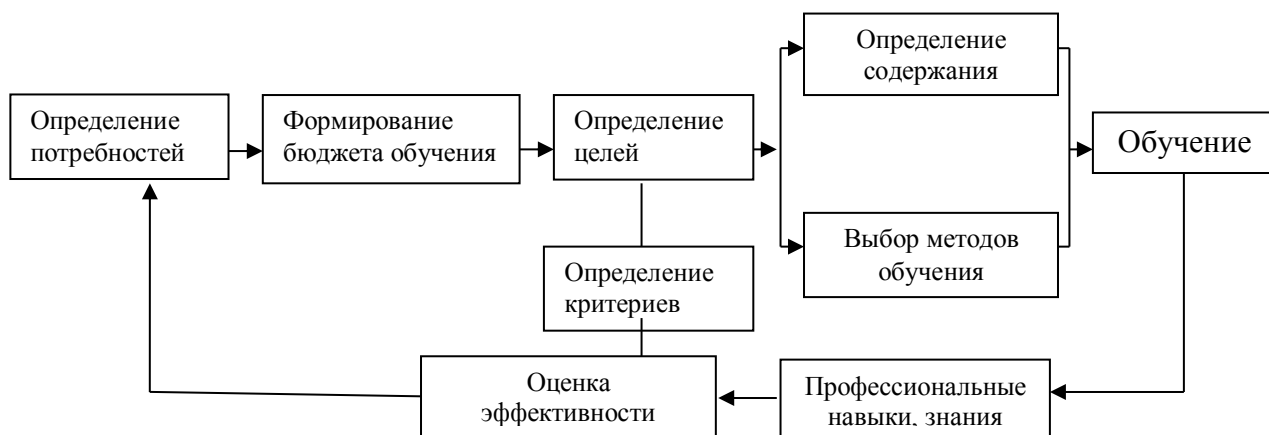 Определение
содержания
Определение
потребностей
Формирование
бюджета обучения
Определение
целей
Обучение
Выбор методов
обучения
Определение
критериев
Оценка
эффективности
Профессиональные
навыки, знания